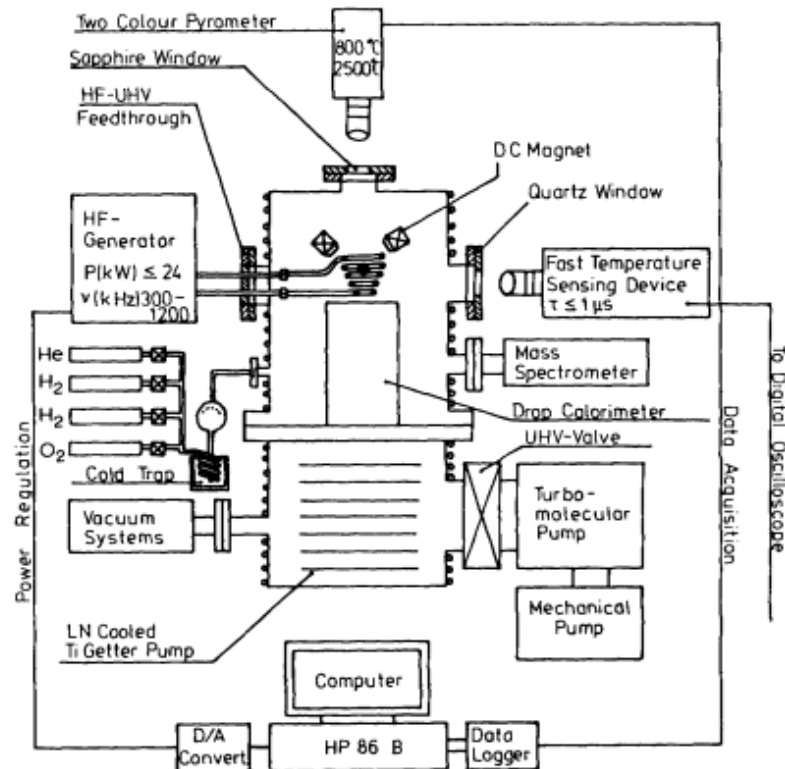 Two Colour Pyrometer
800 °C
2500 °C
Sapphire Window
HF-UHV
Feedthrough
DC Magnet
Quartz Window
HF-
Generator
P(kW) ≤ 24
ν(kHz)300-
1200
Fast Temperature
Sensing Device
τ ≤ 1 µs
He
H2
H2
O2
Cold Trap
Mass
Spectrometer
Drop Calorimeter
UHV-Valve
Vacuum
Systems
Turbo-
molecular
Pump
Mechanical
Pump
LN Cooled
Ti Getter Pump
Power Regulation
Data Acquisition
To Digital Oscilloscope
Computer
D/A
Convert
HP 86 B
Data
Logger